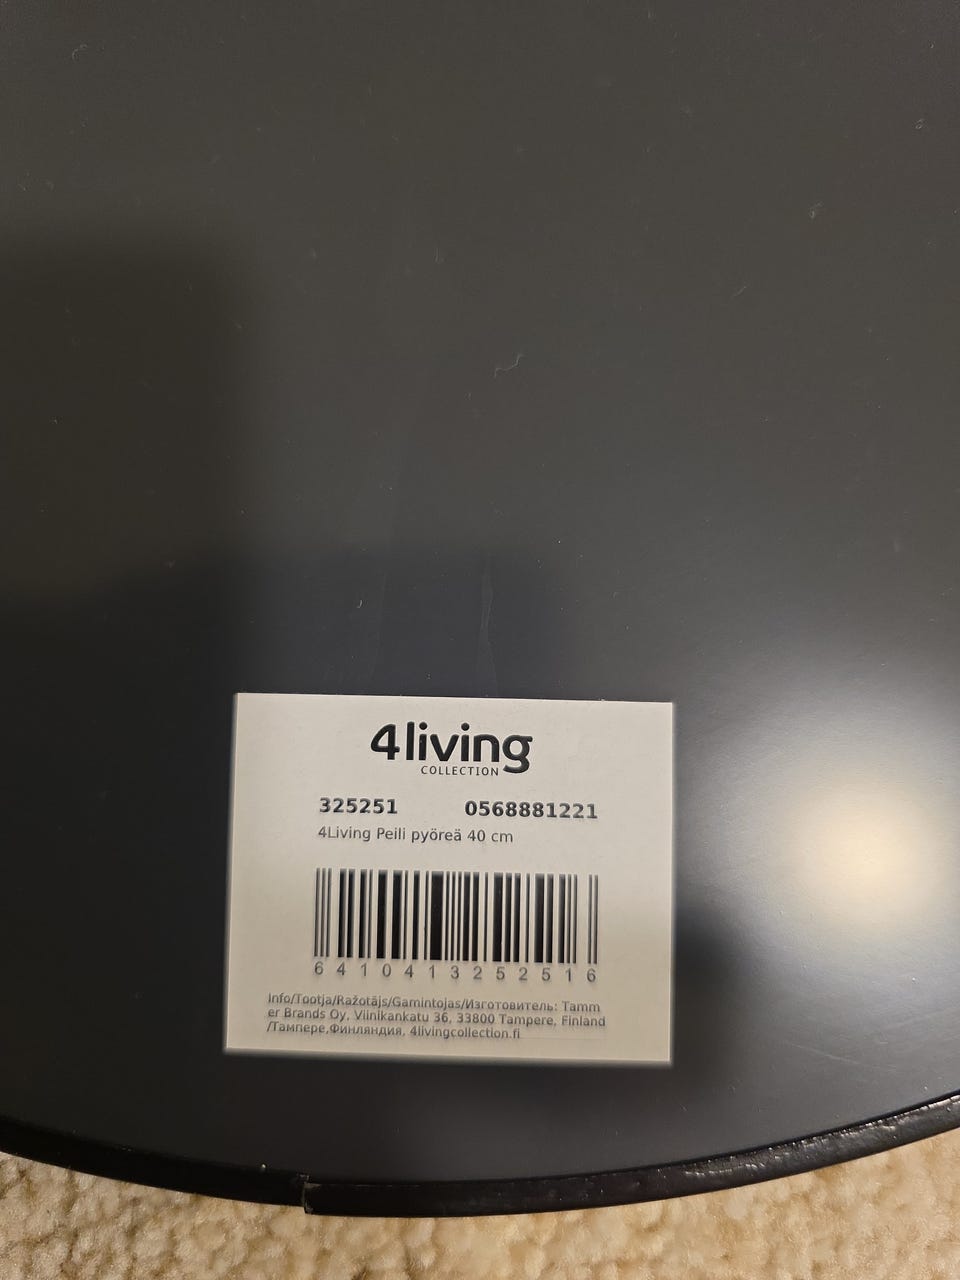 4living
COLLECTION
325251 0568881221
4Living Peili pyöreä 40 cm
6410413252516
Info/Tootja/Ražotājs/Gamintojas/Изготовитель: Tamm
er Brands Oy, Viinikankatu 36, 33800 Tampere, Finland
/Тампере,Финляндия, 4livingcollection.fi